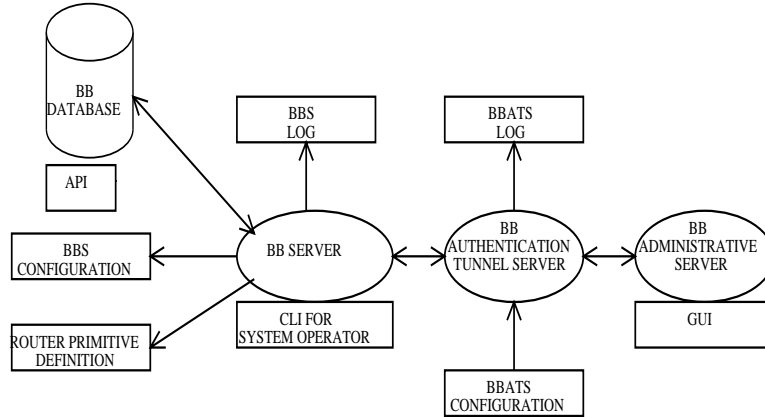 BB
DATABASE
API
BBS
LOG
BBATS
LOG
BBS
CONFIGURATION
BB SERVER
BB
AUTHENTICATION
TUNNEL SERVER
BB
ADMINISTRATIVE
SERVER
ROUTER PRIMITIVE
DEFINITION
CLI FOR
SYSTEM OPERATOR
GUI
BBATS
CONFIGURATION